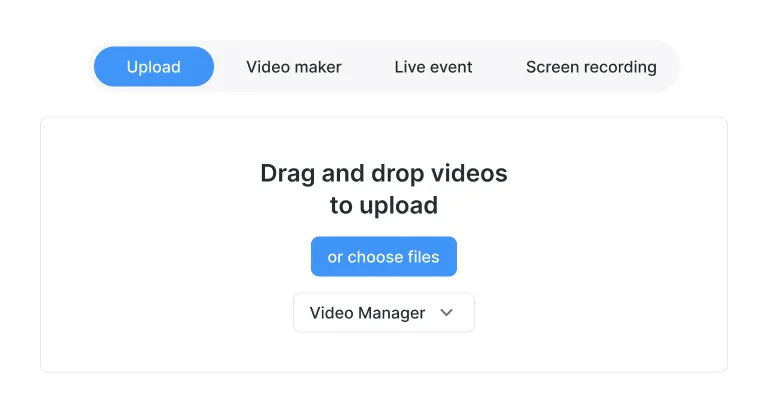 Upload Video maker Live event Screen recording
Drag and drop videos
to upload
or choose files
Video Manager